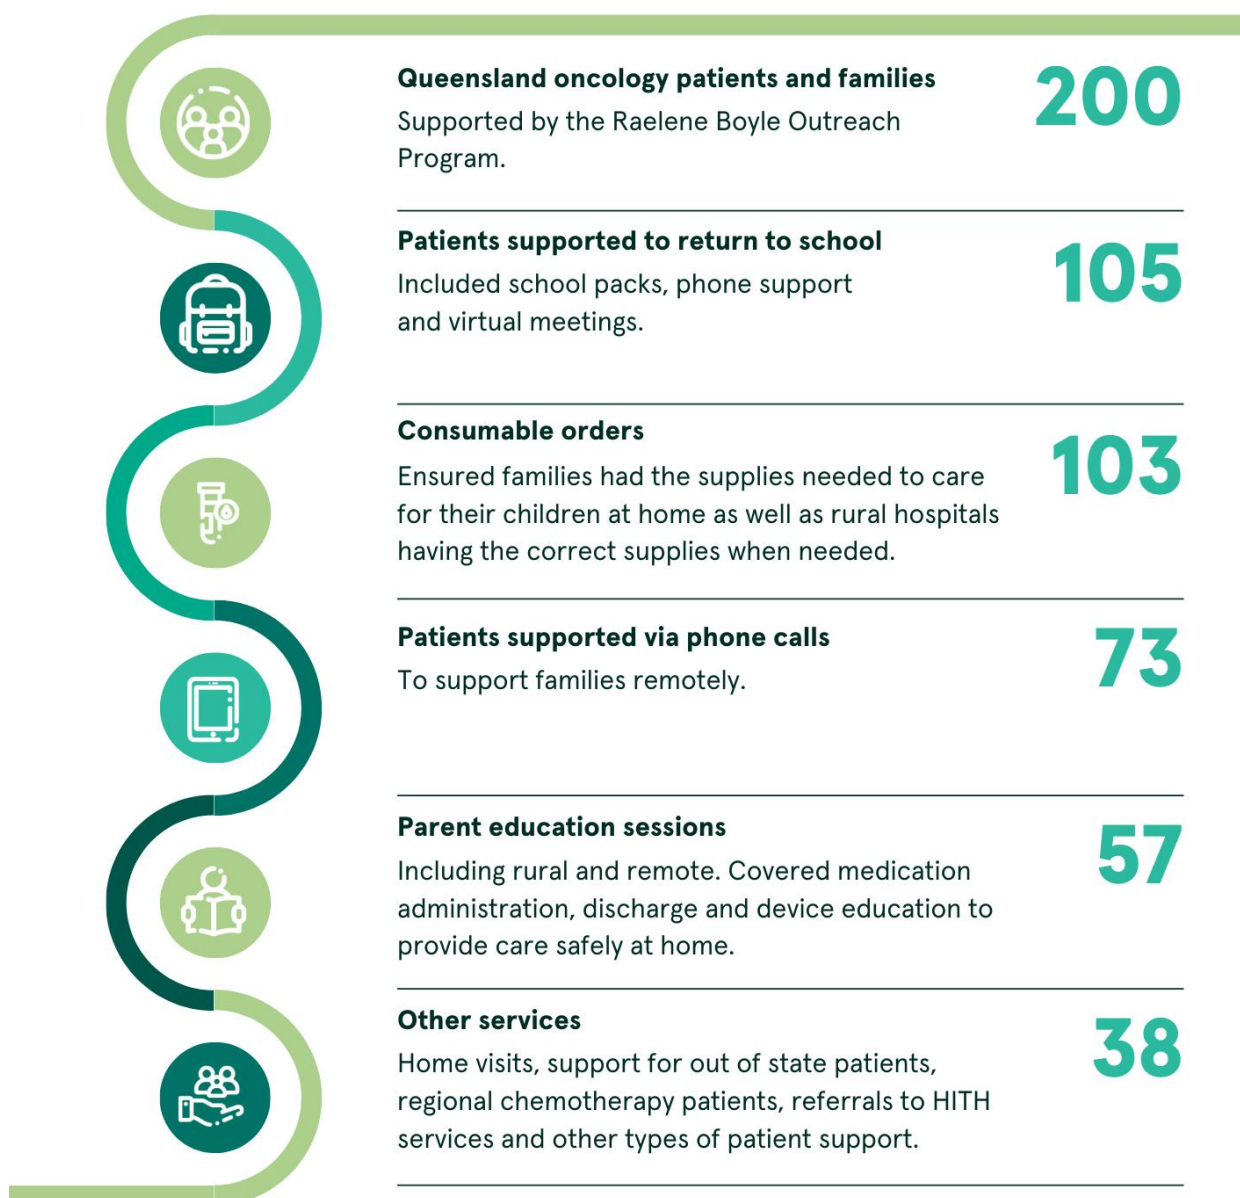 Queensland oncology patients and families
200
Supported by the Raelene Boyle Outreach
Program.
Patients supported to return to school
105
Included school packs, phone support
and virtual meetings.
Consumable orders
103
Ensured families had the supplies needed to care
for their children at home as well as rural hospitals
having the correct supplies when needed.
Patients supported via phone calls
73
To support families remotely.
Parent education sessions
57
Including rural and remote. Covered medication
administration, discharge and device education to
provide care safely at home.
Other services
38
Home visits, support for out of state patients,
regional chemotherapy patients, referrals to HITH
services and other types of patient support.